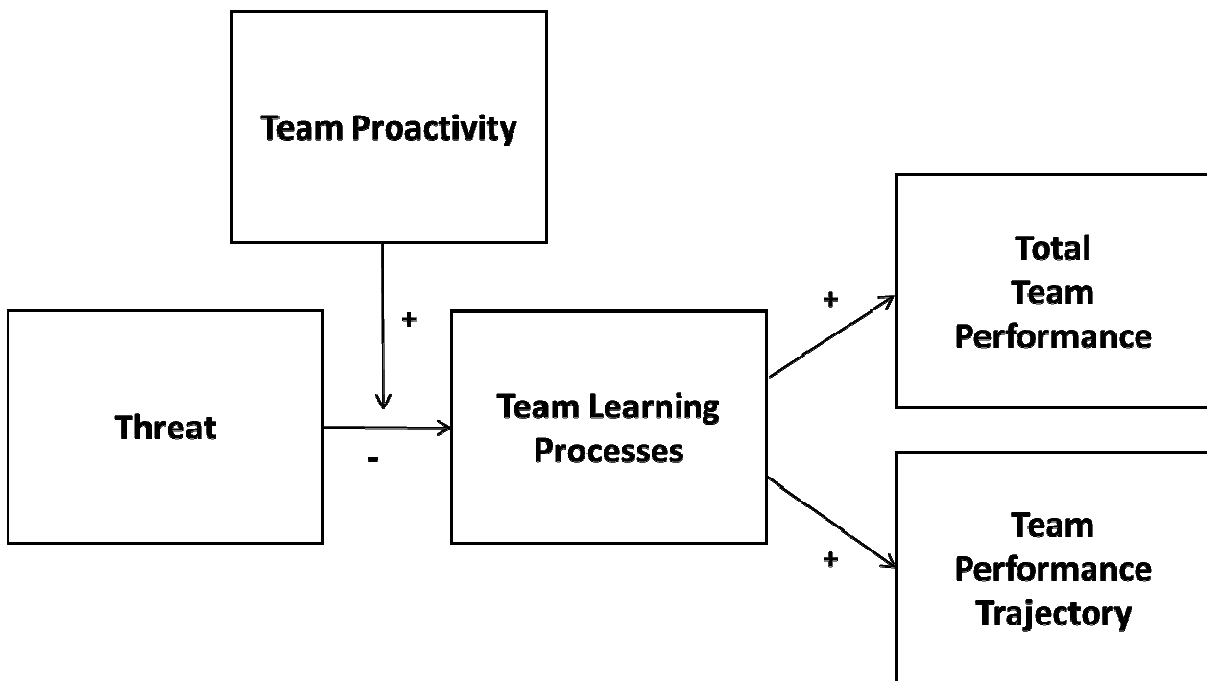 Team Proactivity
+
Threat
-
Team Learning
Processes
+
Total
Team
Performance
+
Team
Performance
Trajectory